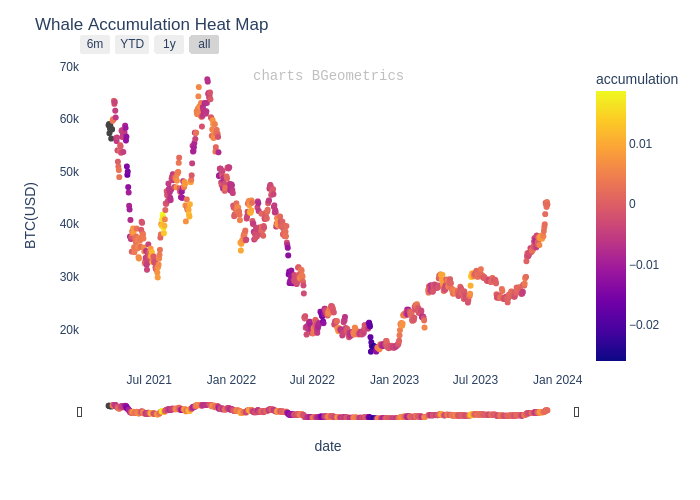 Whale Accumulation Heat Map
6m YTD 1y all
charts BGeometrics
accumulation
70k
60k
50k
40k
30k
20k
BTC(USD)
0.01
0
−0.01
−0.02
Jul 2021 Jan 2022 Jul 2022 Jan 2023 Jul 2023 Jan 2024
date